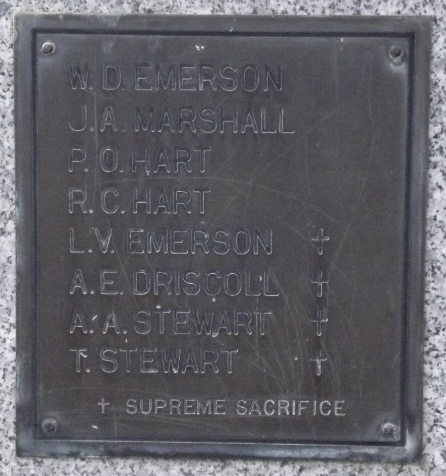 W. D. EMERSON
J. A. MARSHALL
P. O. HART
R. C. HART
L. V. EMERSON †
A. E. DRISCOLL †
A. A. STEWART †
T. STEWART †
† SUPREME SACRIFICE